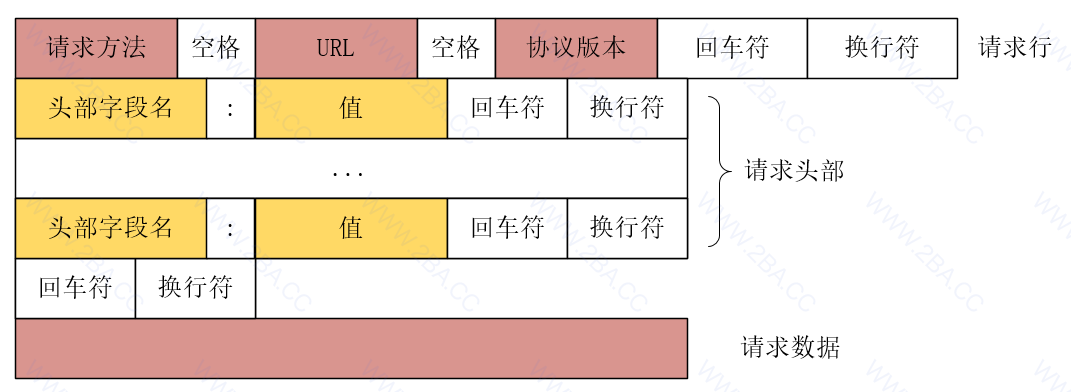 请求方法 空格 URL 空格 协议版本 回车符 换行符 请求行
头部字段名 : 值 回车符 换行符
... 请求头部
头部字段名 : 值 回车符 换行符
回车符 换行符
请求数据
WWW.2BA.CC